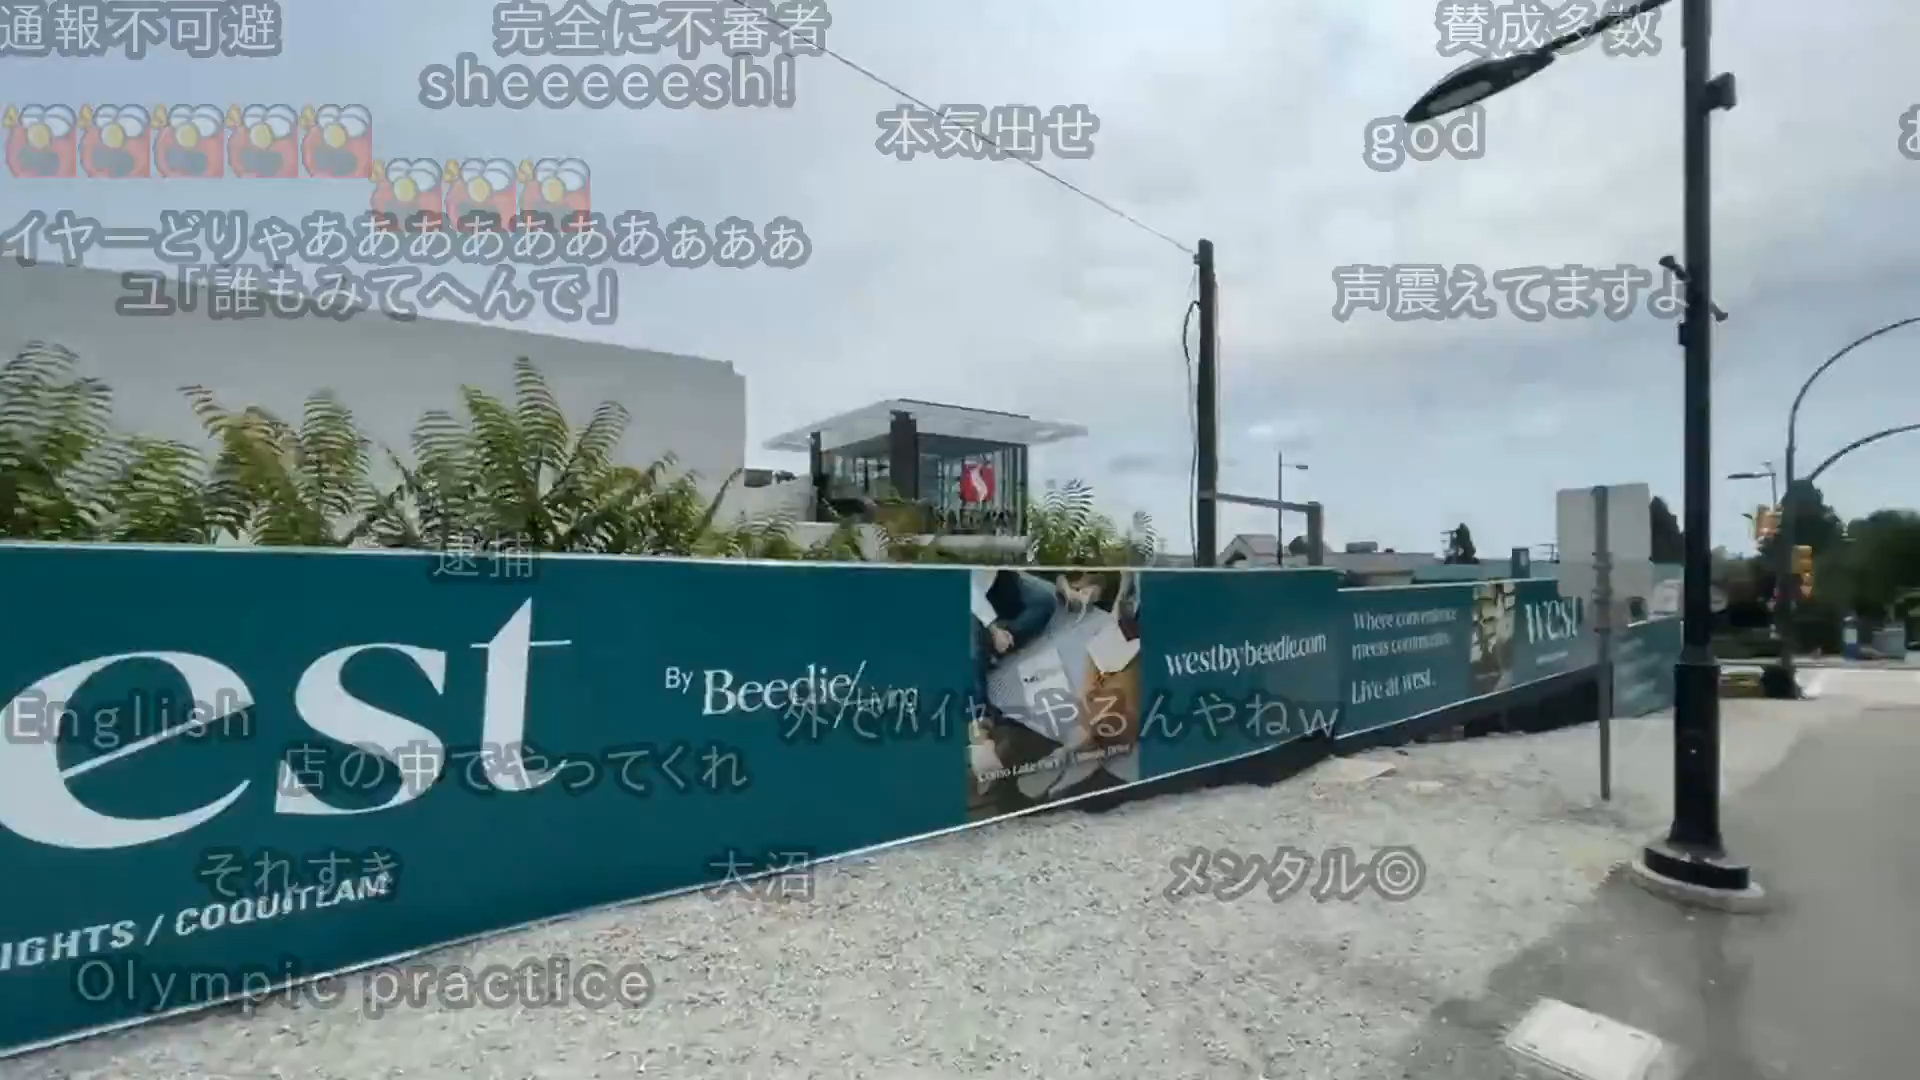 通報不可避
完全に不審者
賛成多数
sheeeeesh!
本気出せ
god
イヤーどりゃあああああああぁぁぁ
ユ「誰もみてへんで」
声震えてますよ
逮捕
est
By Beedie/Living
westbybeedie.com
Where convenience
meets community.
Live at west.
west
English
外でハイヤーやるんやねw
店の中でやってくれ
それすき
大沼
メンタル◎
IGHTS / COQUITLAM
Olympic practice